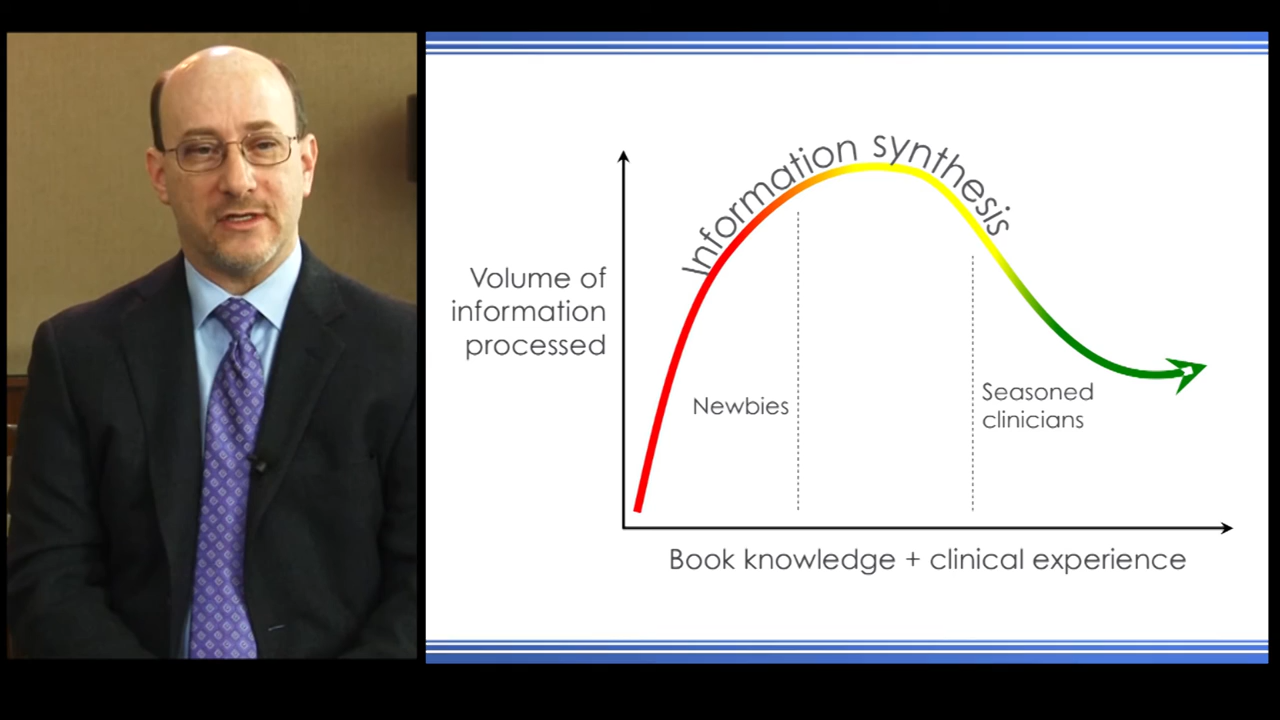 Information synthesis
Volume of
information
processed
Newbies
Seasoned
clinicians
Book knowledge + clinical experience